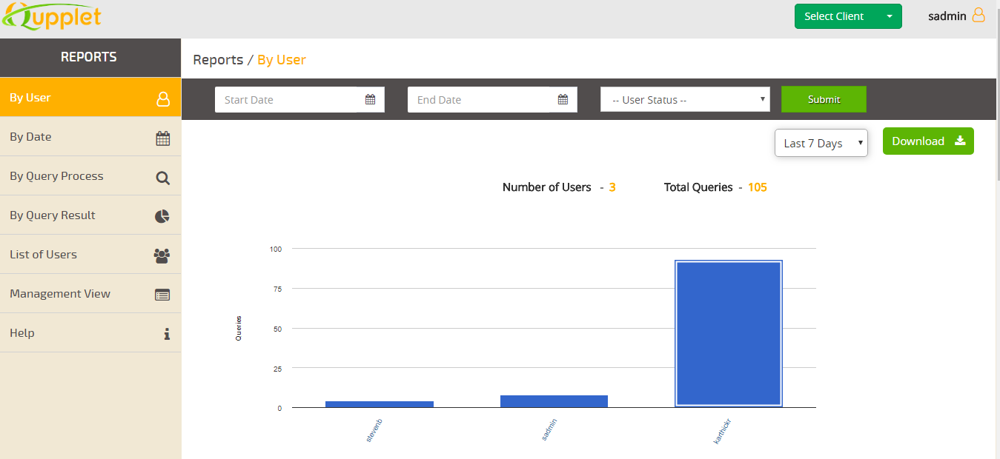 Qupplet
Select Client
sadmin
REPORTS
Reports / By User
By User
Start Date
End Date
-- User Status --
Submit
By Date
Last 7 Days
Download
By Query Process
Number of Users - 3
Total Queries - 105
By Query Result
List of Users
Management View
Help
Queries
100
75
50
25
0
stevenb
sadmin
karthickr